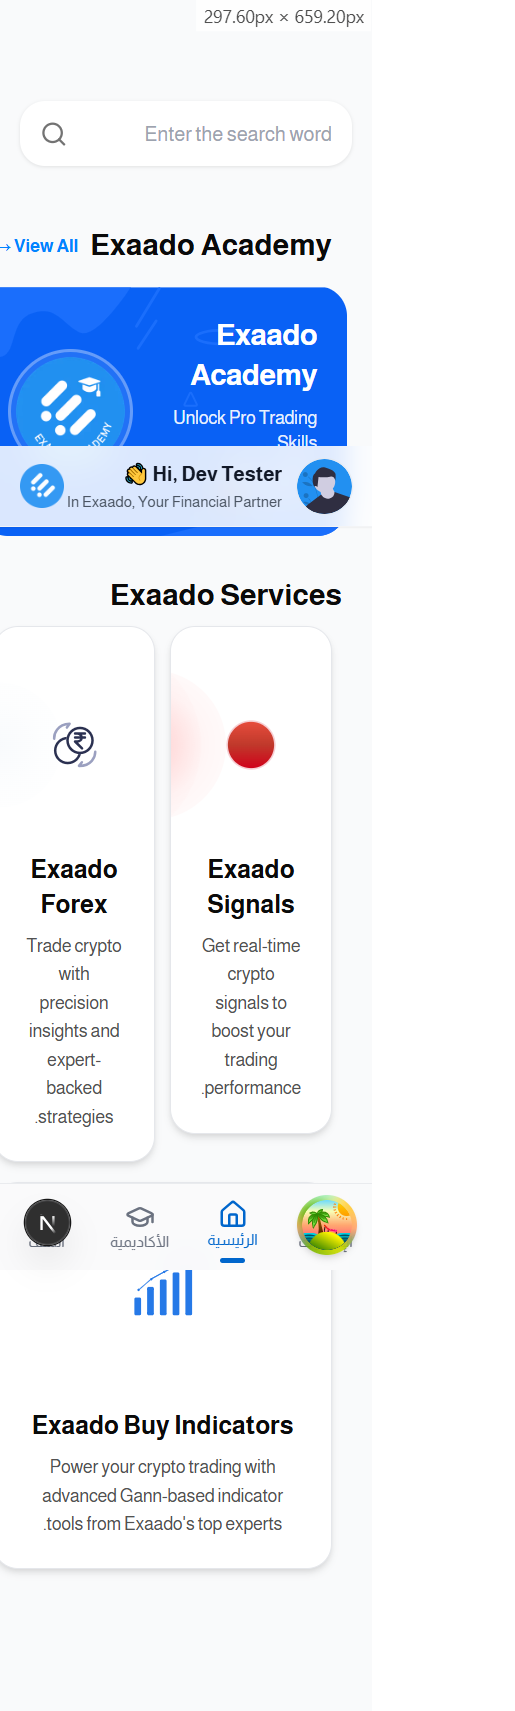 297.60px × 659.20px
Enter the search word
Exaado Academy
→ View All
Exaado
Academy
Unlock Pro Trading
Skills
👋 Hi, Dev Tester
In Exaado, Your Financial Partner
Exaado Services
Exaado
Signals
Get real-time
crypto
signals to
boost your
trading
.performance
Exaado
Forex
Trade crypto
with
precision
insights and
expert-
backed
.strategies
الرئيسية
الأكاديمية
N
Exaado Buy Indicators
Power your crypto trading with
advanced Gann-based indicator
.tools from Exaado's top experts